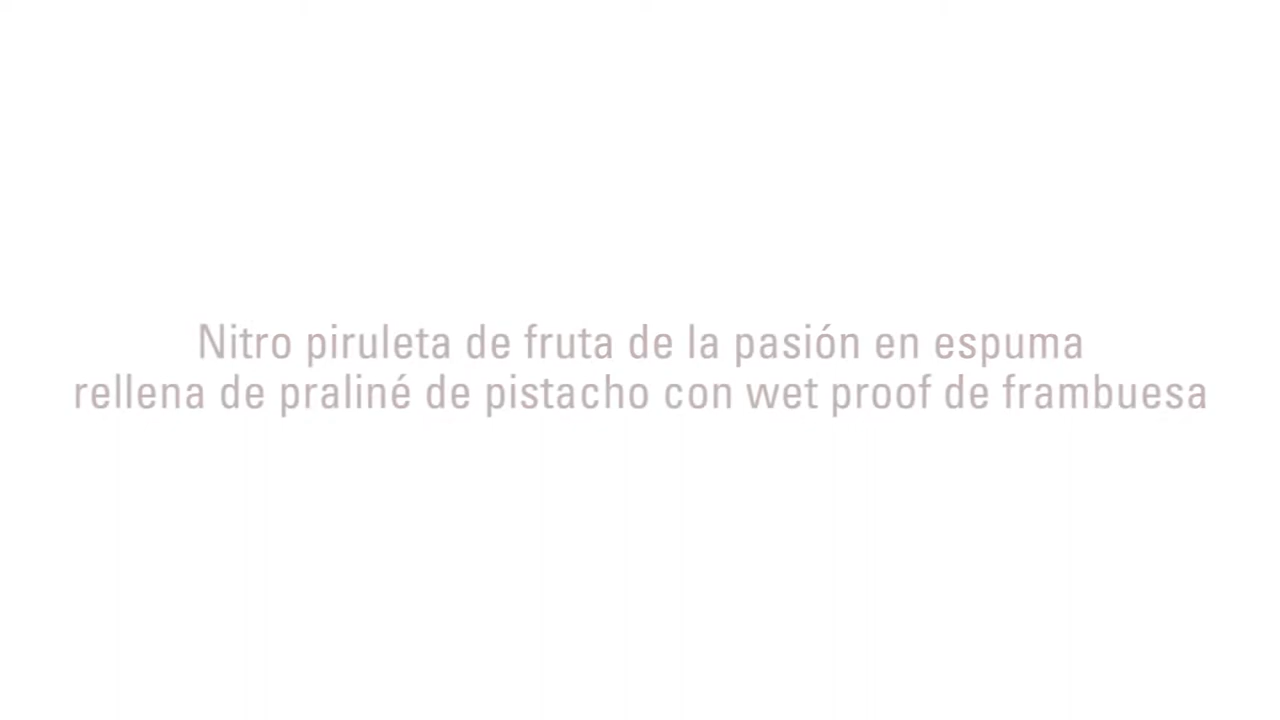 Nitro piruleta de fruta de la pasión en espuma
rellena de praliné de pistacho con wet proof de frambuesa